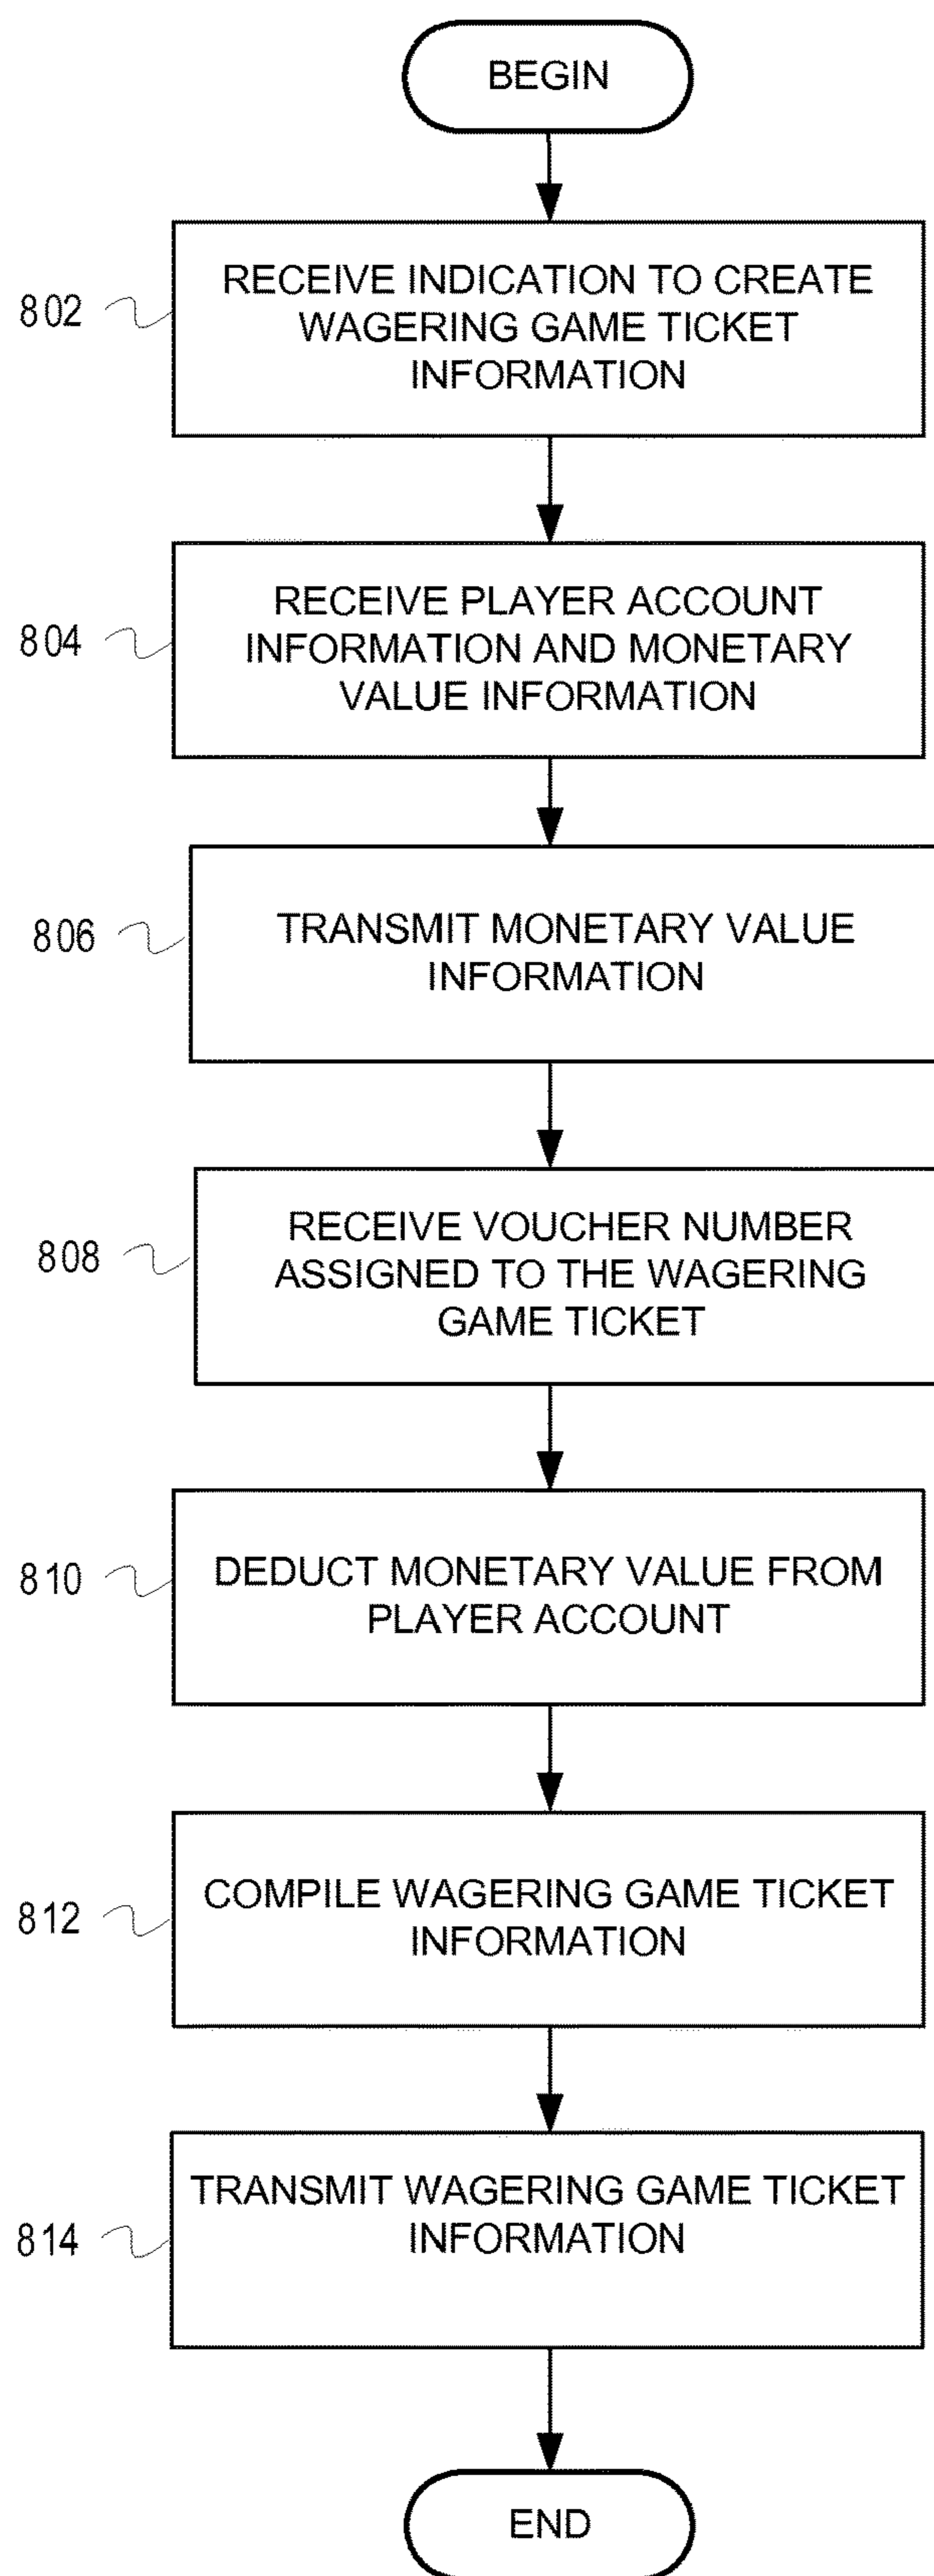 BEGIN
802
RECEIVE INDICATION TO CREATE
WAGERING GAME TICKET
INFORMATION
804
RECEIVE PLAYER ACCOUNT
INFORMATION AND MONETARY
VALUE INFORMATION
806
TRANSMIT MONETARY VALUE
INFORMATION
808
RECEIVE VOUCHER NUMBER
ASSIGNED TO THE WAGERING
GAME TICKET
810
DEDUCT MONETARY VALUE FROM
PLAYER ACCOUNT
812
COMPILE WAGERING GAME TICKET
INFORMATION
814
TRANSMIT WAGERING GAME TICKET
INFORMATION
END